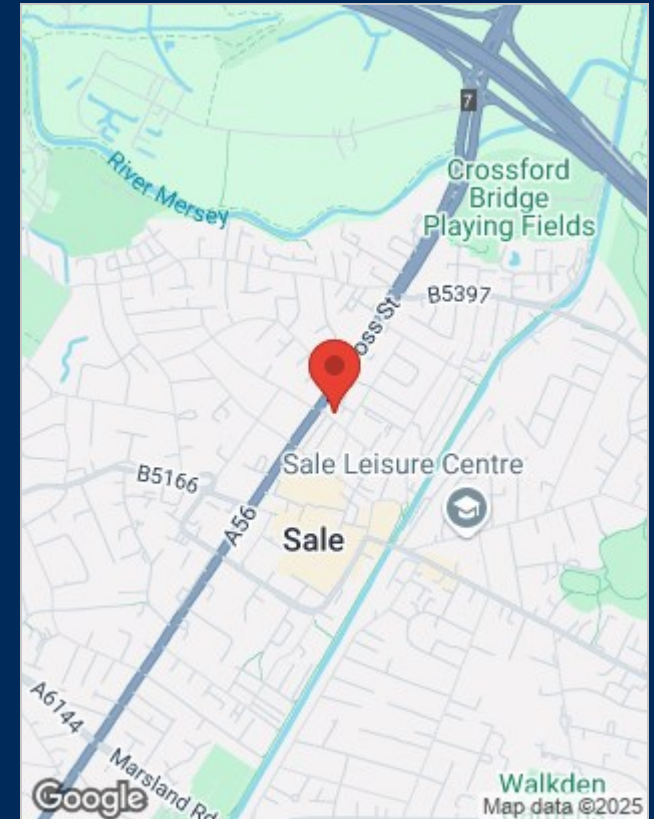 7
River Mersey
Crossford
Bridge
Playing Fields
B5397
oss St
Sale Leisure Centre
B5166
A56
Sale
A6144
Marsland Rd
Walkden
Google
Map data ©2025